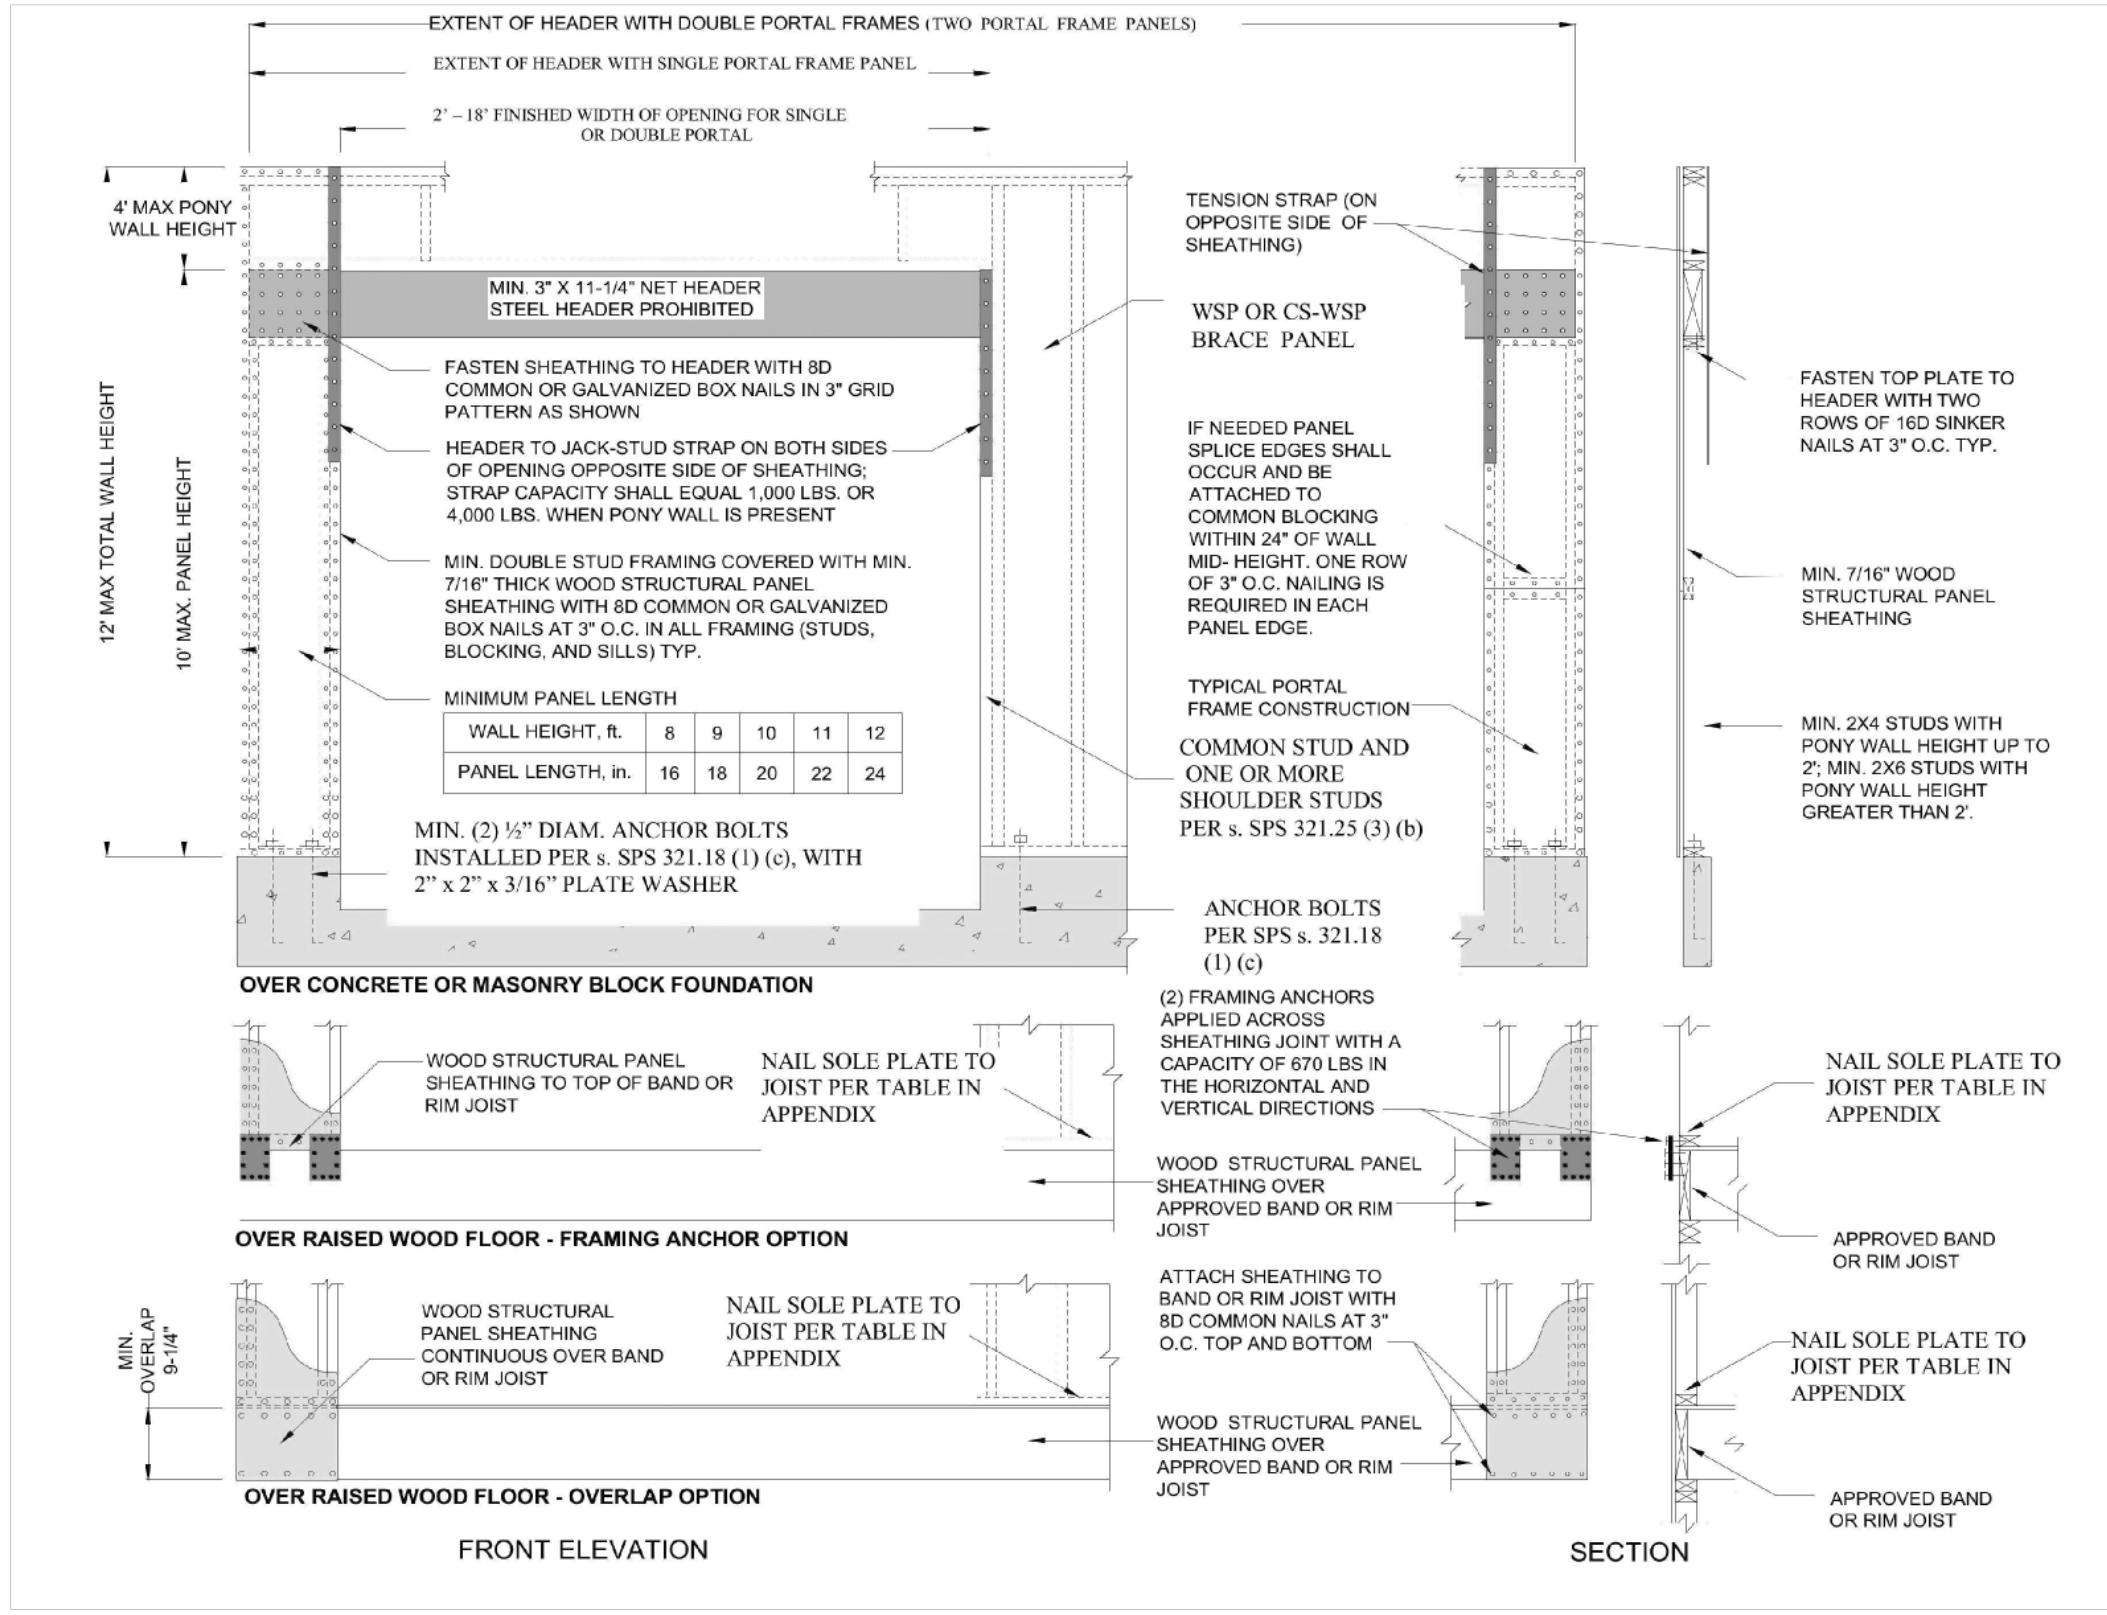 EXTENT OF HEADER WITH DOUBLE PORTAL FRAMES (TWO PORTAL FRAME PANELS)
EXTENT OF HEADER WITH SINGLE PORTAL FRAME PANEL
2’ – 18’ FINISHED WIDTH OF OPENING FOR SINGLE
OR DOUBLE PORTAL
4' MAX PONY
WALL HEIGHT
12' MAX TOTAL WALL HEIGHT
10' MAX. PANEL HEIGHT
MIN. 3" X 11-1/4" NET HEADER
STEEL HEADER PROHIBITED
FASTEN SHEATHING TO HEADER WITH 8D
COMMON OR GALVANIZED BOX NAILS IN 3" GRID
PATTERN AS SHOWN
HEADER TO JACK-STUD STRAP ON BOTH SIDES
OF OPENING OPPOSITE SIDE OF SHEATHING;
STRAP CAPACITY SHALL EQUAL 1,000 LBS. OR
4,000 LBS. WHEN PONY WALL IS PRESENT
MIN. DOUBLE STUD FRAMING COVERED WITH MIN.
7/16" THICK WOOD STRUCTURAL PANEL
SHEATHING WITH 8D COMMON OR GALVANIZED
BOX NAILS AT 3" O.C. IN ALL FRAMING (STUDS,
BLOCKING, AND SILLS) TYP.
MINIMUM PANEL LENGTH
WALL HEIGHT, ft. 8 9 10 11 12
PANEL LENGTH, in. 16 18 20 22 24
MIN. (2) ½” DIAM. ANCHOR BOLTS
INSTALLED PER s. SPS 321.18 (1) (c), WITH
2” x 2” x 3/16” PLATE WASHER
OVER CONCRETE OR MASONRY BLOCK FOUNDATION
TENSION STRAP (ON
OPPOSITE SIDE OF
SHEATHING)
WSP OR CS-WSP
BRACE PANEL
IF NEEDED PANEL
SPLICE EDGES SHALL
OCCUR AND BE
ATTACHED TO
COMMON BLOCKING
WITHIN 24" OF WALL
MID- HEIGHT. ONE ROW
OF 3" O.C. NAILING IS
REQUIRED IN EACH
PANEL EDGE.
TYPICAL PORTAL
FRAME CONSTRUCTION
COMMON STUD AND
ONE OR MORE
SHOULDER STUDS
PER s. SPS 321.25 (3) (b)
ANCHOR BOLTS
PER SPS s. 321.18
(1) (c)
FASTEN TOP PLATE TO
HEADER WITH TWO
ROWS OF 16D SINKER
NAILS AT 3" O.C. TYP.
MIN. 7/16" WOOD
STRUCTURAL PANEL
SHEATHING
MIN. 2X4 STUDS WITH
PONY WALL HEIGHT UP TO
2'; MIN. 2X6 STUDS WITH
PONY WALL HEIGHT
GREATER THAN 2'.
WOOD STRUCTURAL PANEL
SHEATHING TO TOP OF BAND OR
RIM JOIST
NAIL SOLE PLATE TO
JOIST PER TABLE IN
APPENDIX
(2) FRAMING ANCHORS
APPLIED ACROSS
SHEATHING JOINT WITH A
CAPACITY OF 670 LBS IN
THE HORIZONTAL AND
VERTICAL DIRECTIONS
WOOD STRUCTURAL PANEL
SHEATHING OVER
APPROVED BAND OR RIM
JOIST
NAIL SOLE PLATE TO
JOIST PER TABLE IN
APPENDIX
APPROVED BAND
OR RIM JOIST
OVER RAISED WOOD FLOOR - FRAMING ANCHOR OPTION
MIN.
OVERLAP
9-1/4"
WOOD STRUCTURAL
PANEL SHEATHING
CONTINUOUS OVER BAND
OR RIM JOIST
NAIL SOLE PLATE TO
JOIST PER TABLE IN
APPENDIX
ATTACH SHEATHING TO
BAND OR RIM JOIST WITH
8D COMMON NAILS AT 3"
O.C. TOP AND BOTTOM
WOOD STRUCTURAL PANEL
SHEATHING OVER
APPROVED BAND OR RIM
JOIST
NAIL SOLE PLATE TO
JOIST PER TABLE IN
APPENDIX
APPROVED BAND
OR RIM JOIST
OVER RAISED WOOD FLOOR - OVERLAP OPTION
FRONT ELEVATION
SECTION